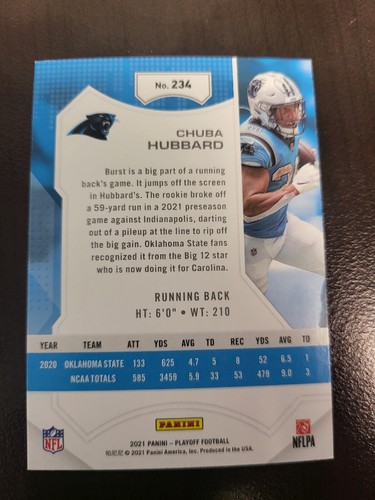 No. 234
CHUBA
HUBBARD
Burst is a big part of a running
back's game. It jumps off the screen
in Hubbard's. The rookie broke off
a 59-yard run in a 2021 preseason
game against Indianapolis, darting
out of a pileup at the line to rip off
the big gain. Oklahoma State fans
recognized it from the Big 12 star
who is now doing it for Carolina.
RUNNING BACK
HT: 6'0" • WT: 210
YEAR TEAM ATT YDS AVG TD REC YDS AVG TD
2020 OKLAHOMA STATE 133 625 4.7 5 8 52 6.5 1
NCAA TOTALS 585 3459 5.9 33 53 479 9.0 3
PANINI
2021 PANINI – PLAYOFF FOOTBALL
© 2021 Panini America, Inc. Produced in the USA.
NFL
NFLPA